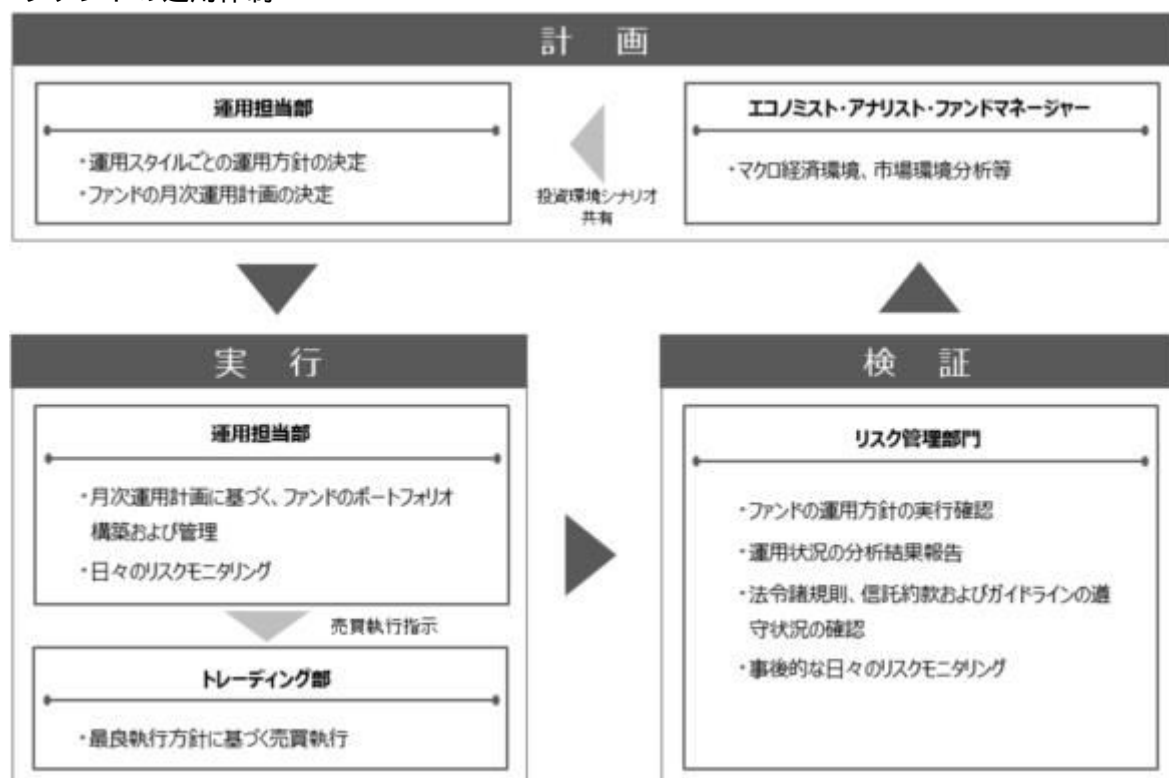 計 画
運用担当部
・運用スタイルごとの運用方針の決定
・ファンドの月次運用計画の決定
投資環境シナリオ
共有
エコノミスト・アナリスト・ファンドマネージャー
・マクロ経済環境、市場環境分析等
実 行
運用担当部
・月次運用計画に基づく、ファンドのポートフォリオ
構築および管理
・日々のリスクモニタリング
売買執行指示
トレーディング部
・最良執行方針に基づく売買執行
検 証
リスク管理部門
・ファンドの運用方針の実行確認
・運用状況の分析結果報告
・法令諸規則、信託約款およびガイドラインの遵
守状況の確認
・事後的な日々のリスクモニタリング